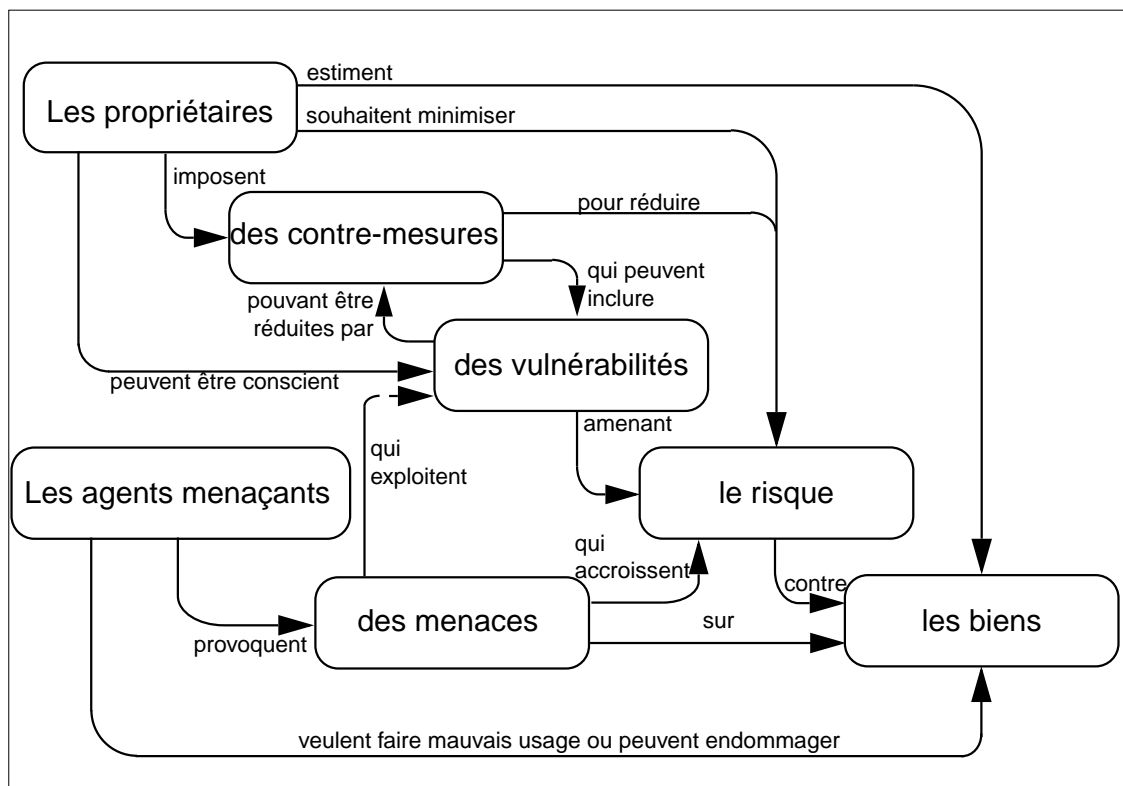 estiment
Les propriétaires
souhaitent minimiser
imposent
pour réduire
des contre-mesures
qui peuvent
inclure
pouvant être
réduites par
des vulnérabilités
peuvent être conscient
amenant
qui
exploitent
Les agents menaçants
le risque
qui
accroissent
contre
des menaces
sur
les biens
provoquent
veulent faire mauvais usage ou peuvent endommager